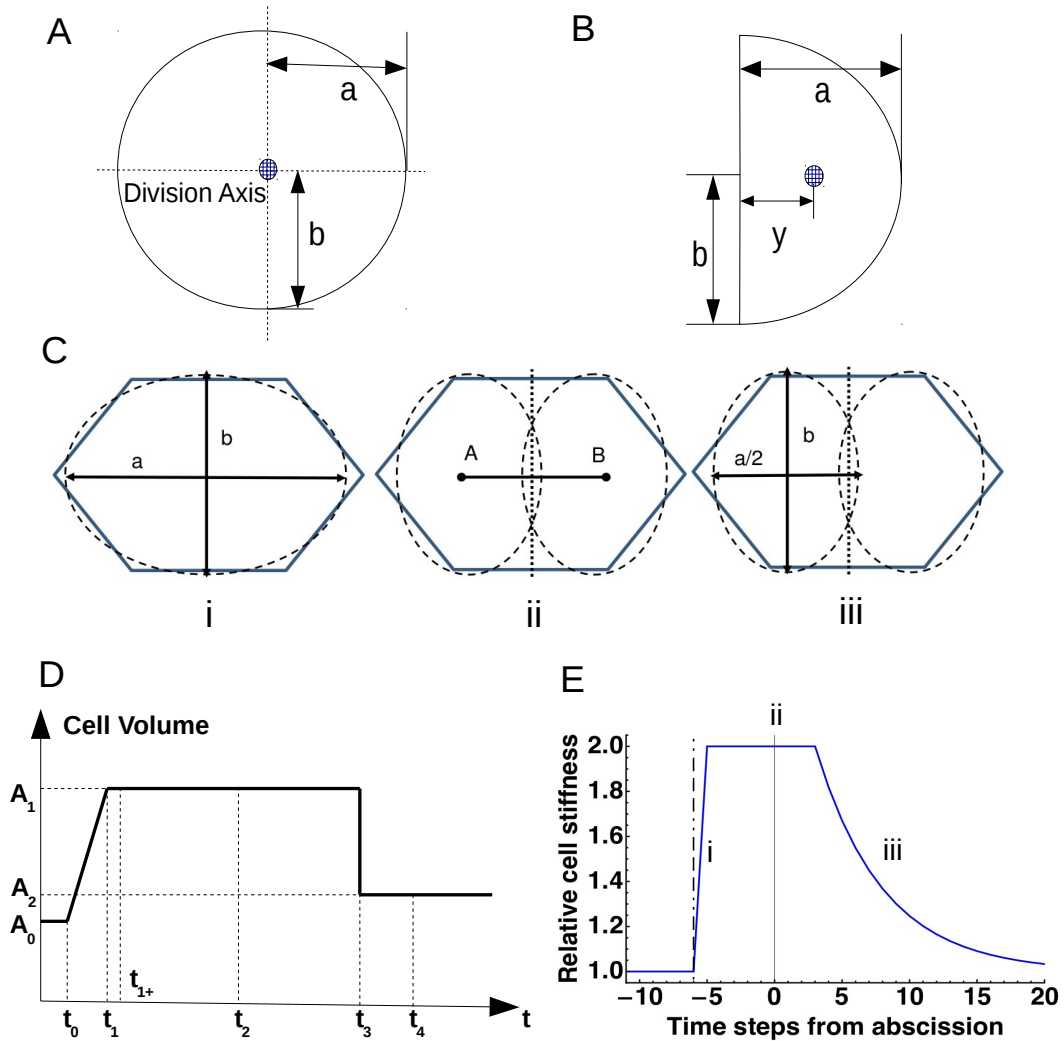 A
a
Division Axis
b
B
a
y
b
C
a
b
i
A
B
ii
a/2
b
iii
D
Cell Volume
A1
A2
A0
t1+
t0
t1
t2
t3
t4
t
E
Relative cell stiffness
2.0
1.8
1.6
1.4
1.2
1.0
ii
i
iii
−10
−5
0
5
10
15
20
Time steps from abscission